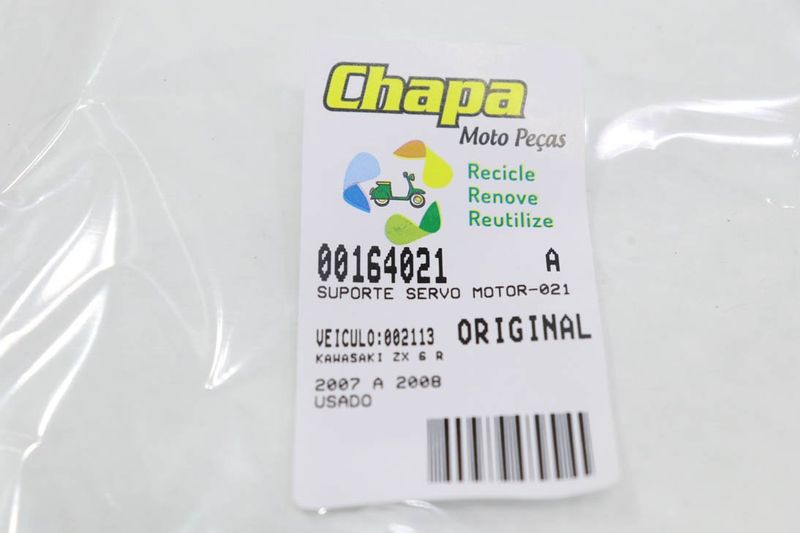 Chapa
Moto Peças
Recicle
Renove
Reutilize
00164021 A
SUPORTE SERVO MOTOR-021
VEICULO:002113 ORIGINAL
KAWASAKI ZX 6 R
2007 A 2008
USADO